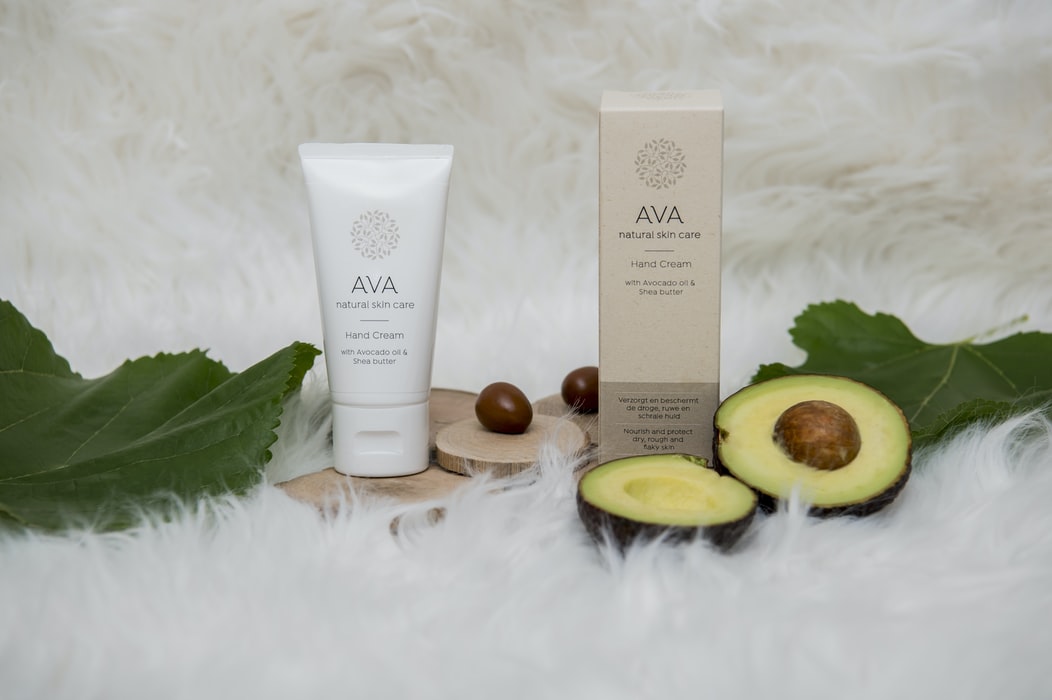 AVA
natural skin care
Hand Cream
with Avocado oil &
Shea butter
AVA
natural skin care
Hand Cream
with Avocado oil &
Shea butter
Verzorgt en beschermt
de droge, ruwe en
schrale huid
Nourish and protect
dry, rough and
flaky skin